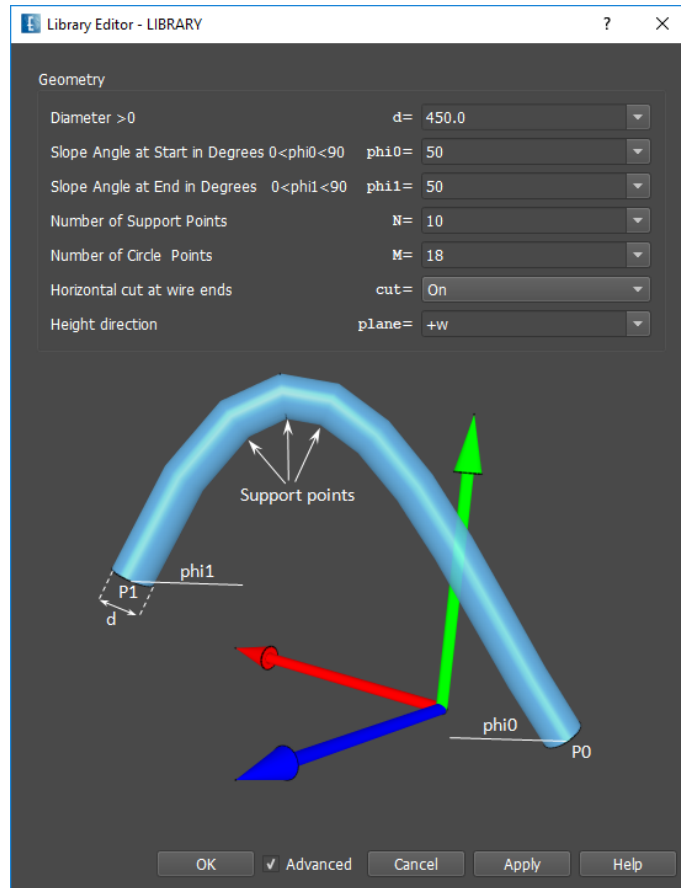 Library Editor - LIBRARY ?
Geometry
Diameter >0 d= 450.0
Slope Angle at Start in Degrees 0<phi0<90 phi0= 50
Slope Angle at End in Degrees 0<phi1<90 phi1= 50
Number of Support Points N= 10
Number of Circle Points M= 18
Horizontal cut at wire ends cut= On
Height direction plane= +w
Support points
phi1
P1
d
phi0
P0
OK Advanced Cancel Apply Help